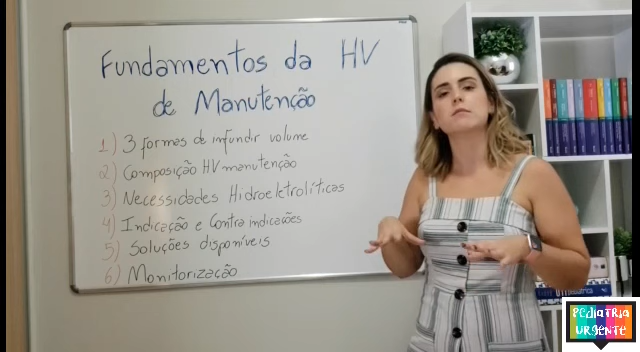 Fundamentos da HV
de Manutenção
1) 3 formas de infundir volume
2) Composição HV manutenção
3) Necessidades Hidroeletrolíticas
4) Indicação e Contra indicações
5) Soluções disponíveis
6) Monitorização
PEDIATRIA
URGENTE